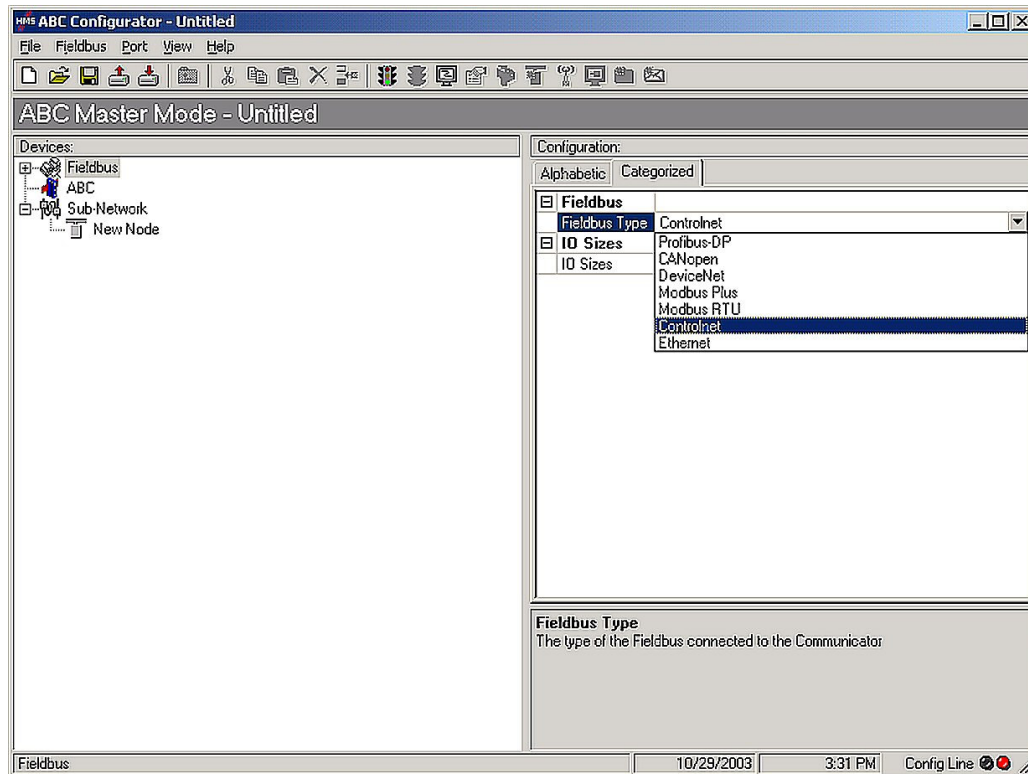 HMS ABC Configurator - Untitled
File Fieldbus Port View Help
ABC Master Mode - Untitled
Devices:
Fieldbus
ABC
Sub-Network
New Node
Configuration:
Alphabetic Categorized
Fieldbus
Fieldbus Type Controlnet
IO Sizes
IO Sizes
Profibus-DP
CANopen
DeviceNet
Modbus Plus
Modbus RTU
Controlnet
Ethernet
Fieldbus Type
The type of the Fieldbus connected to the Communicator
Fieldbus 10/29/2003 3:31 PM Config Line